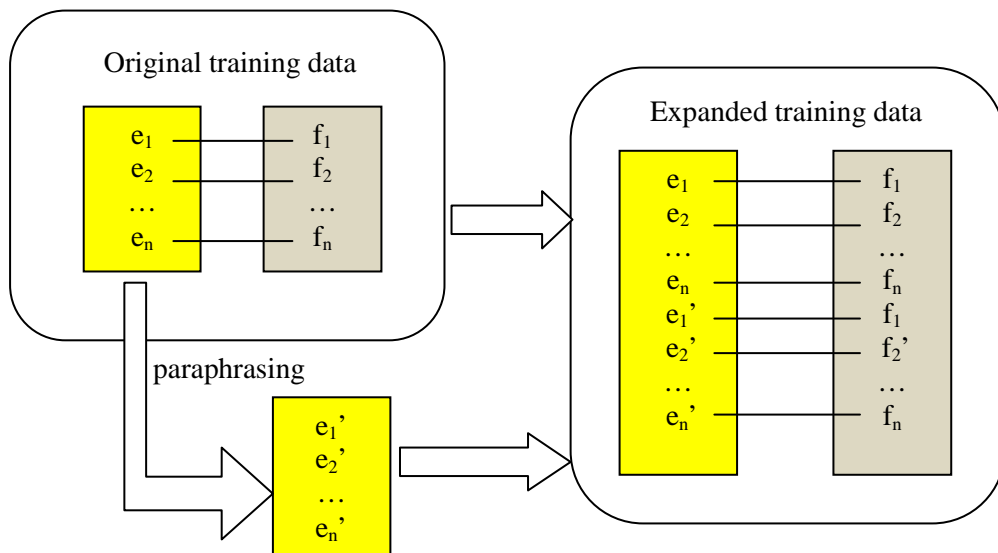 Original training data
e₁ f₁
e₂ f₂
… …
eₙ fₙ
paraphrasing
e₁’
e₂’
…
eₙ’
Expanded training data
e₁ f₁
e₂ f₂
… …
eₙ fₙ
e₁’ f₁
e₂’ f₂’
… …
eₙ’ fₙ